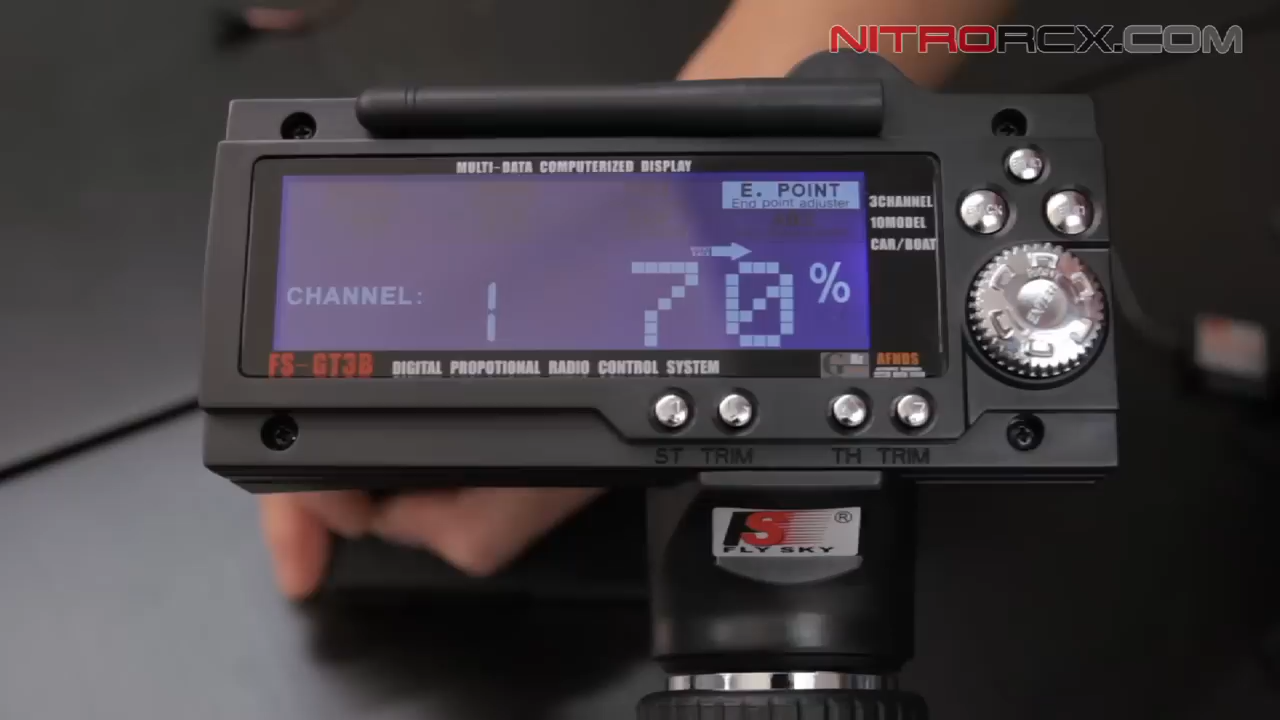 NITRORCX.COM
MULTI-DATA COMPUTERIZED DISPLAY
E. POINT
End point adjuster
3CHANNEL
10MODEL
CAR/BOAT
CHANNEL: 1 70%
FS-GT3B DIGITAL PROPOTIONAL RADIO CONTROL SYSTEM
AFHDS
ST TRIM TH TRIM
FS ®
FLY SKY